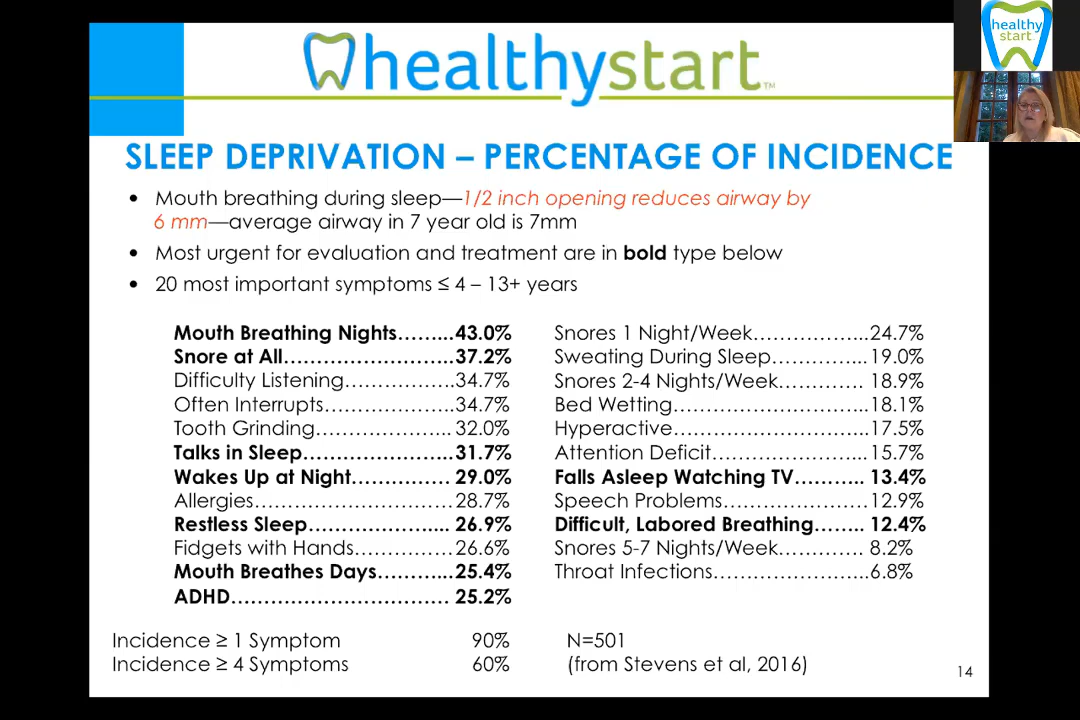 healthystart™
healthy
start™
SLEEP DEPRIVATION – PERCENTAGE OF INCIDENCE
• Mouth breathing during sleep—1/2 inch opening reduces airway by
6 mm—average airway in 7 year old is 7mm
• Most urgent for evaluation and treatment are in bold type below
• 20 most important symptoms ≤ 4 – 13+ years
Mouth Breathing Nights……... 43.0%
Snore at All……………………..37.2%
Difficulty Listening…………….34.7%
Often Interrupts……………….34.7%
Tooth Grinding………………... 32.0%
Talks in Sleep…………………..31.7%
Wakes Up at Night…………… 29.0%
Allergies…………………………28.7%
Restless Sleep……………….... 26.9%
Fidgets with Hands……………26.6%
Mouth Breathes Days………...25.4%
ADHD…………………………… 25.2%
Snores 1 Night/Week……………...24.7%
Sweating During Sleep…………...19.0%
Snores 2-4 Nights/Week…………. 18.9%
Bed Wetting………………………...18.1%
Hyperactive………………………...17.5%
Attention Deficit…………………...15.7%
Falls Asleep Watching TV……….. 13.4%
Speech Problems…………………12.9%
Difficult, Labored Breathing…….. 12.4%
Snores 5-7 Nights/Week…………. 8.2%
Throat Infections…………………...6.8%
Incidence ≥ 1 Symptom 90% N=501
Incidence ≥ 4 Symptoms 60% (from Stevens et al, 2016)
14